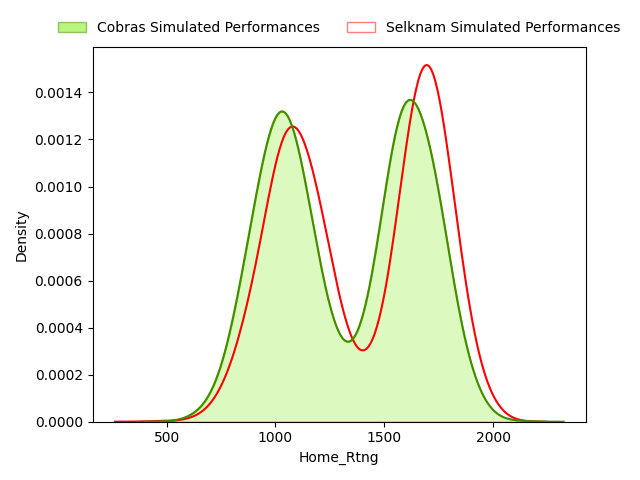 Cobras Simulated Performances Selknam Simulated Performances
0.0014
0.0012
0.0010
0.0008
0.0006
0.0004
0.0002
0.0000
Density
500 1000 1500 2000
Home_Rtng